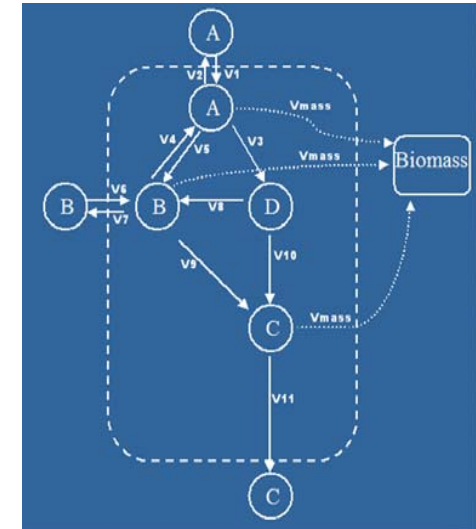 A
V2 V1
A
Vmass
V4 V5 V3
Vmass
Biomass
B V6 B V8 D
V7
V9 V10
C Vmass
V11
C